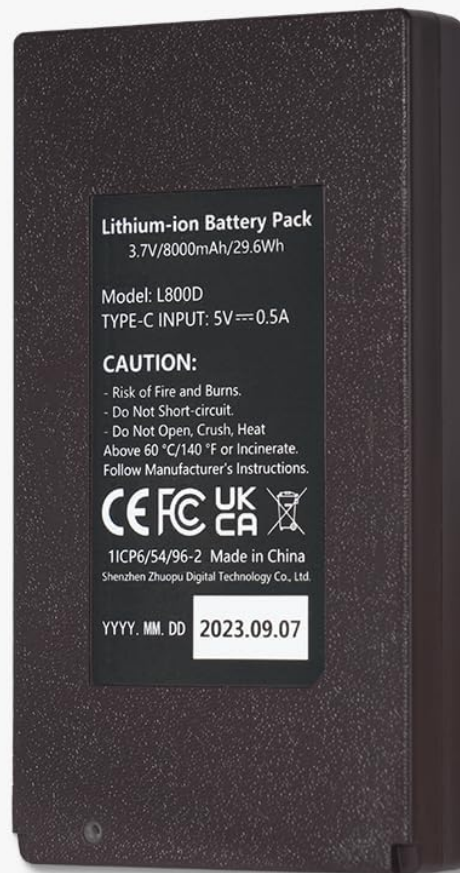 Lithium-ion Battery Pack
3.7V/8000mAh/29.6Wh
Model: L800D
TYPE-C INPUT: 5V⎓0.5A
CAUTION:
- Risk of Fire and Burns.
- Do Not Short-circuit.
- Do Not Open, Crush, Heat
Above 60 °C/140 °F or Incinerate.
Follow Manufacturer's Instructions.
CE FC UK
CA
1ICP6/54/96-2 Made in China
Shenzhen Zhuopu Digital Technology Co., Ltd.
YYYY. MM. DD 2023.09.07